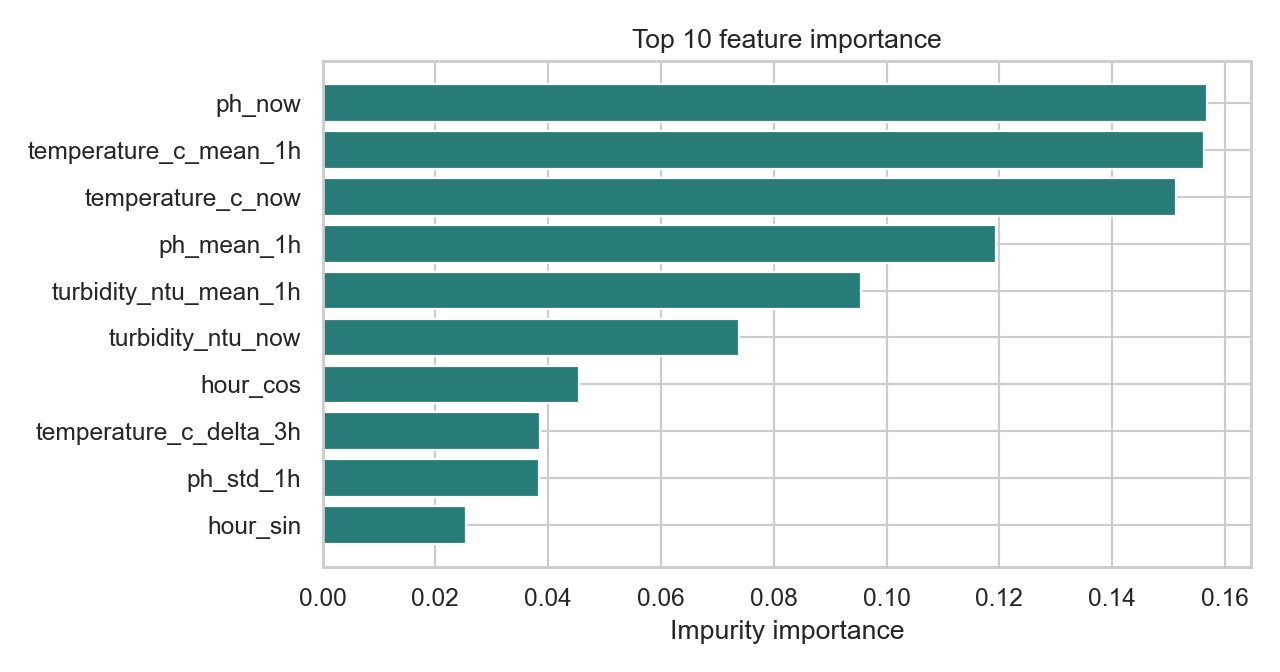 Top 10 feature importance
ph_now
temperature_c_mean_1h
temperature_c_now
ph_mean_1h
turbidity_ntu_mean_1h
turbidity_ntu_now
hour_cos
temperature_c_delta_3h
ph_std_1h
hour_sin
0.00 0.02 0.04 0.06 0.08 0.10 0.12 0.14 0.16
Impurity importance